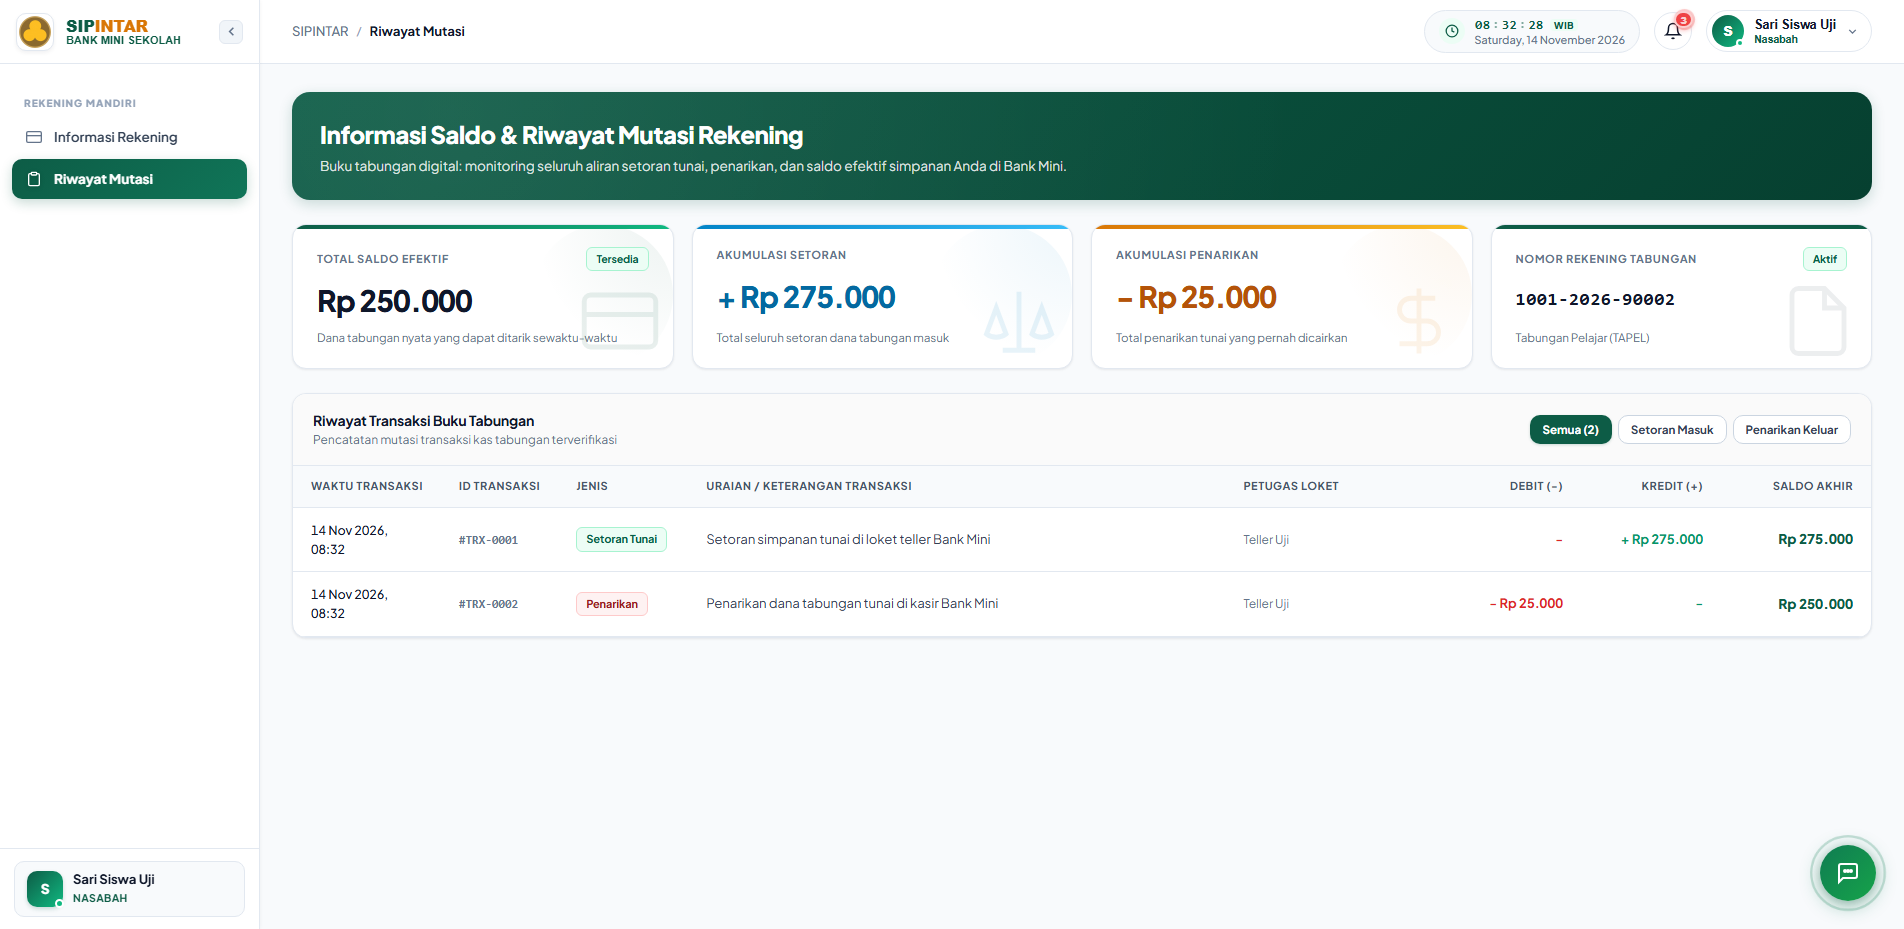 SIPINTAR
BANK MINI SEKOLAH
SIPINTAR / Riwayat Mutasi
08 : 32 : 28 WIB
Saturday, 14 November 2026
3
S
Sari Siswa Uji
Nasabah
REKENING MANDIRI
Informasi Rekening
Riwayat Mutasi
Informasi Saldo & Riwayat Mutasi Rekening
Buku tabungan digital: monitoring seluruh aliran setoran tunai, penarikan, dan saldo efektif simpanan Anda di Bank Mini.
TOTAL SALDO EFEKTIF
Tersedia
Rp 250.000
Dana tabungan nyata yang dapat ditarik sewaktu-waktu
AKUMULASI SETORAN
+ Rp 275.000
Total seluruh setoran dana tabungan masuk
AKUMULASI PENARIKAN
– Rp 25.000
Total penarikan tunai yang pernah dicairkan
NOMOR REKENING TABUNGAN
Aktif
1001-2026-90002
Tabungan Pelajar (TAPEL)
Riwayat Transaksi Buku Tabungan
Pencatatan mutasi transaksi kas tabungan terverifikasi
Semua (2)
Setoran Masuk
Penarikan Keluar
WAKTU TRANSAKSI ID TRANSAKSI JENIS URAIAN / KETERANGAN TRANSAKSI PETUGAS LOKET DEBIT (-) KREDIT (+) SALDO AKHIR
14 Nov 2026,
08:32
#TRX-0001 Setoran Tunai Setoran simpanan tunai di loket teller Bank Mini Teller Uji - + Rp 275.000 Rp 275.000
14 Nov 2026,
08:32
#TRX-0002 Penarikan Penarikan dana tabungan tunai di kasir Bank Mini Teller Uji - Rp 25.000 - Rp 250.000
S
Sari Siswa Uji
NASABAH